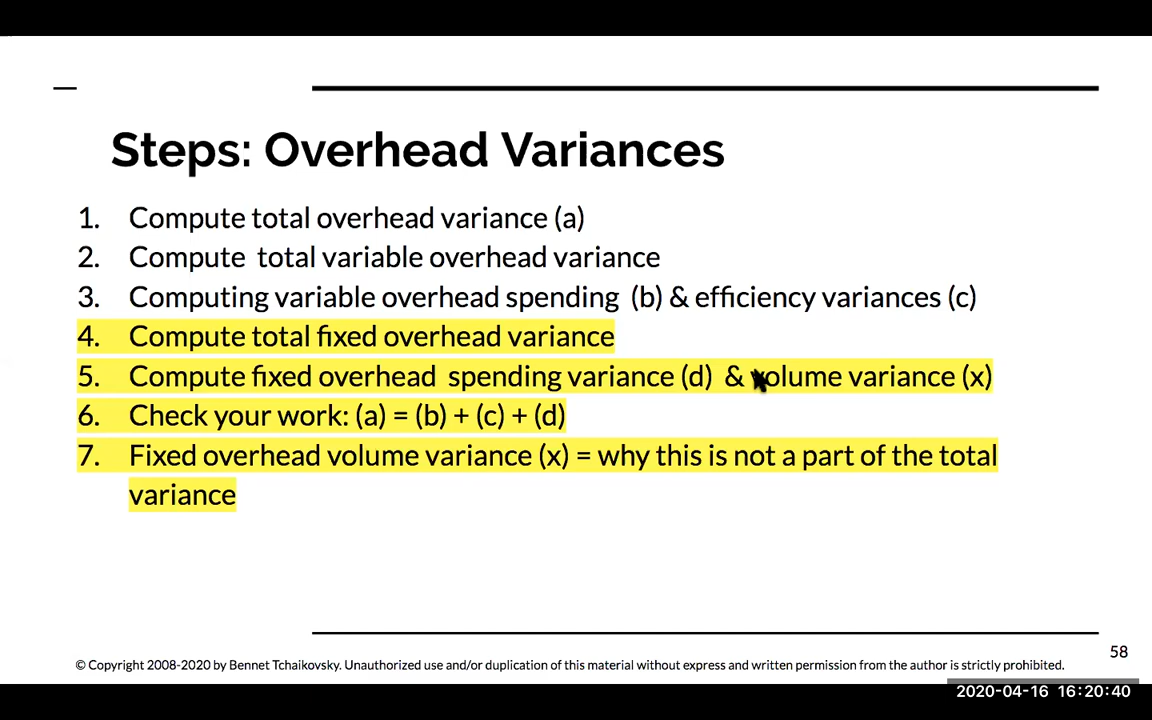 Steps: Overhead Variances
1. Compute total overhead variance (a)
2. Compute total variable overhead variance
3. Computing variable overhead spending (b) & efficiency variances (c)
4. Compute total fixed overhead variance
5. Compute fixed overhead spending variance (d) & volume variance (x)
6. Check your work: (a) = (b) + (c) + (d)
7. Fixed overhead volume variance (x) = why this is not a part of the total
variance
58
© Copyright 2008-2020 by Bennet Tchaikovsky. Unauthorized use and/or duplication of this material without express and written permission from the author is strictly prohibited.
2020-04-16 16:20:40